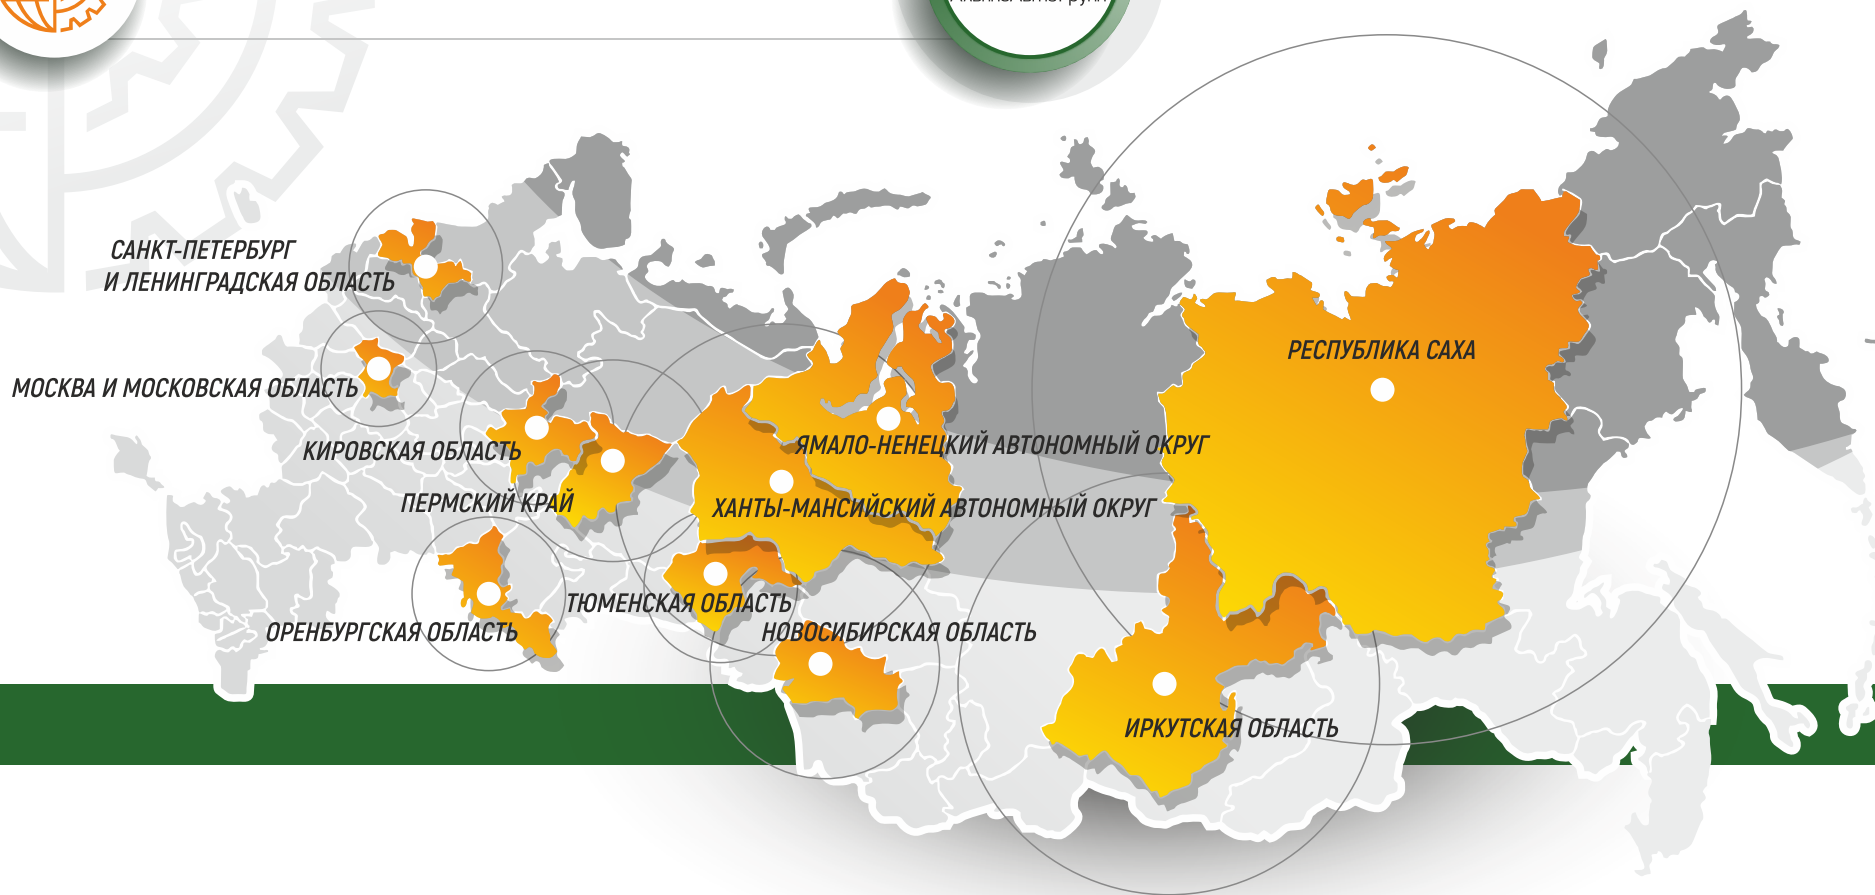 САНКТ-ПЕТЕРБУРГ
И ЛЕНИНГРАДСКАЯ ОБЛАСТЬ
РЕСПУБЛИКА САХА
МОСКВА И МОСКОВСКАЯ ОБЛАСТЬ
КИРОВСКАЯ ОБЛАСТЬ
ЯМАЛО-НЕНЕЦКИЙ АВТОНОМНЫЙ ОКРУГ
ПЕРМСКИЙ КРАЙ
ХАНТЫ-МАНСИЙСКИЙ АВТОНОМНЫЙ ОКРУГ
ТЮМЕНСКАЯ ОБЛАСТЬ
ОРЕНБУРГСКАЯ ОБЛАСТЬ
НОВОСИБИРСКАЯ ОБЛАСТЬ
ИРКУТСКАЯ ОБЛАСТЬ